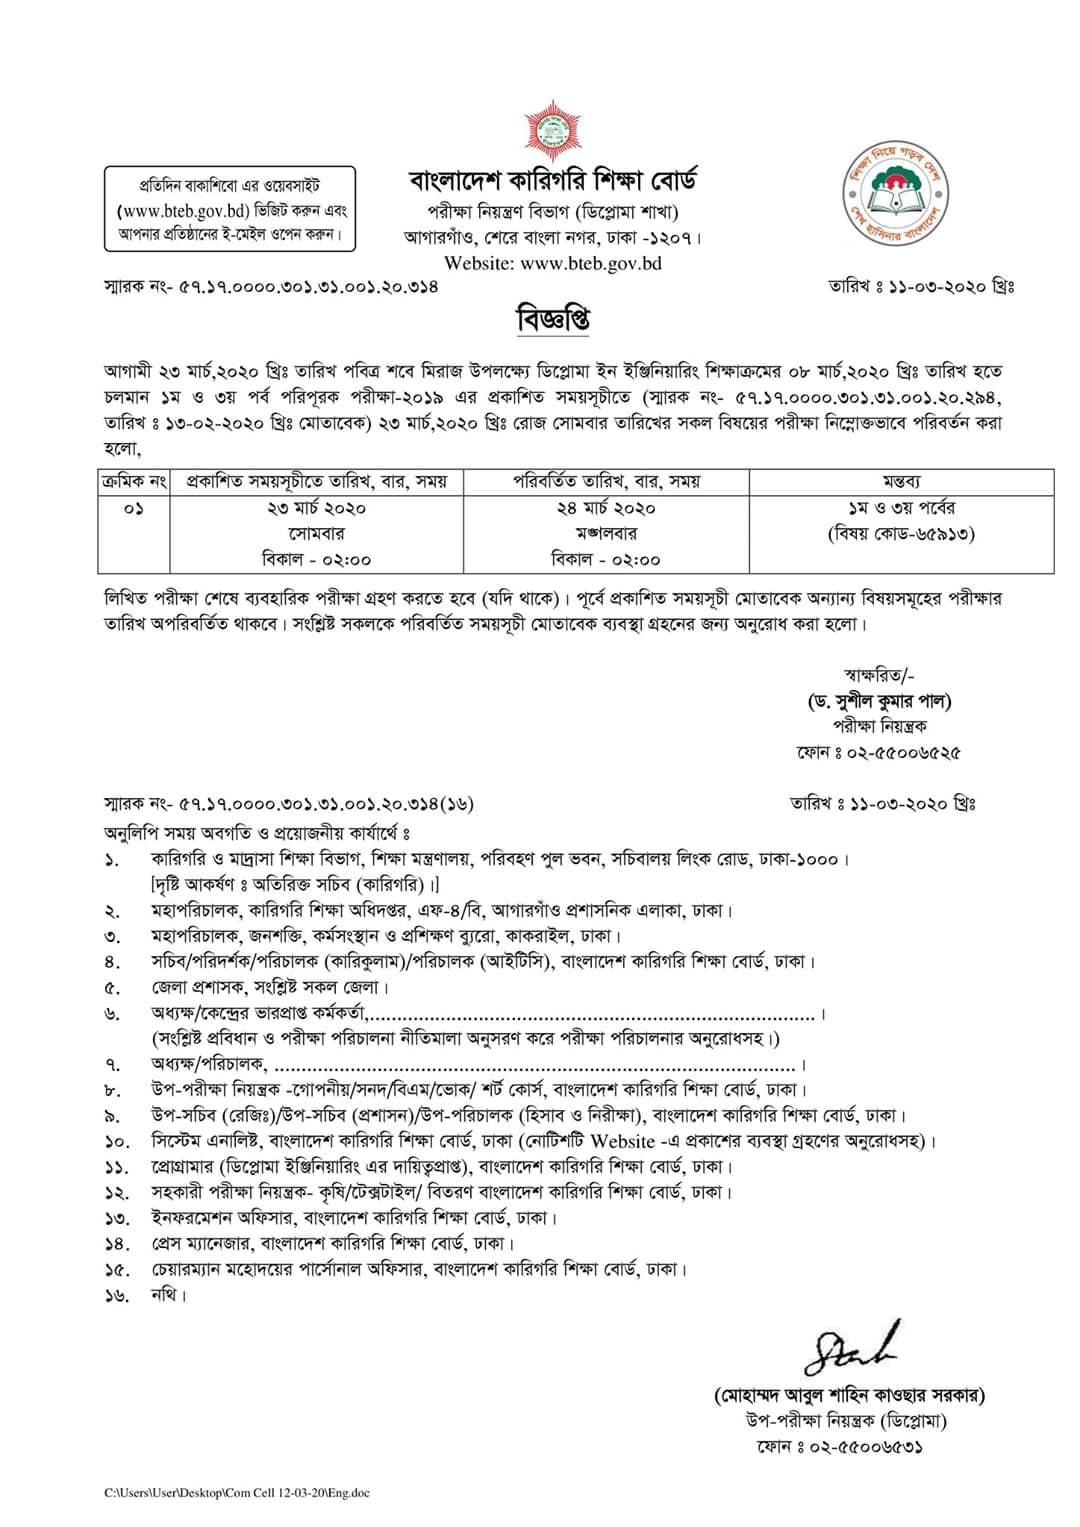 বাংলাদেশ কারিগরি শিক্ষা বোর্ড
পরীক্ষা নিয়ন্ত্রণ বিভাগ (ডিপ্লোমা শাখা)
আগারগাঁও, শেরে বাংলা নগর, ঢাকা -১২০৭।
Website: www.bteb.gov.bd
প্রতিদিন বাকাশিবো এর ওয়েবসাইট
(www.bteb.gov.bd) ভিজিট করুন এবং
আপনার প্রতিষ্ঠানের ই-মেইল ওপেন করুন।
শিক্ষা নিয়ে গড়ব দেশ
শেখ হাসিনার বাংলাদেশ
স্মারক নং- ৫৭.১৭.০০০০.৩০১.৩১.০০১.২০.৩১৪ তারিখ ঃ ১১-০৩-২০২০ খ্রিঃ
বিজ্ঞপ্তি
আগামী ২৩ মার্চ,২০২০ খ্রিঃ তারিখ পবিত্র শবে মিরাজ উপলক্ষ্যে ডিপ্লোমা ইন ইঞ্জিনিয়ারিং শিক্ষাক্রমের ০৮ মার্চ,২০২০ খ্রিঃ তারিখ হতে
চলমান ১ম ও ৩য় পর্ব পরিপূরক পরীক্ষা-২০১৯ এর প্রকাশিত সময়সূচীতে (স্মারক নং- ৫৭.১৭.০০০০.৩০১.৩১.০০১.২০.২৯৪,
তারিখ ঃ ১৩-০২-২০২০ খ্রিঃ মোতাবেক) ২৩ মার্চ,২০২০ খ্রিঃ রোজ সোমবার তারিখের সকল বিষয়ের পরীক্ষা নিম্নোক্তভাবে পরিবর্তন করা
হলো,
ক্রমিক নং প্রকাশিত সময়সূচীতে তারিখ, বার, সময় পরিবর্তিত তারিখ, বার, সময় মন্তব্য
০১ ২৩ মার্চ ২০২০ ২৪ মার্চ ২০২০ ১ম ও ৩য় পর্বের
সোমবার মঙ্গলবার (বিষয় কোড-৬৫৯১৩)
বিকাল - ০২:০০ বিকাল - ০২:০০
লিখিত পরীক্ষা শেষে ব্যবহারিক পরীক্ষা গ্রহণ করতে হবে (যদি থাকে)। পূর্বে প্রকাশিত সময়সূচী মোতাবেক অন্যান্য বিষয়সমূহের পরীক্ষার
তারিখ অপরিবর্তিত থাকবে। সংশ্লিষ্ট সকলকে পরিবর্তিত সময়সূচী মোতাবেক ব্যবস্থা গ্রহনের জন্য অনুরোধ করা হলো।
স্বাক্ষরিত/-
(ড. সুশীল কুমার পাল)
পরীক্ষা নিয়ন্ত্রক
ফোন ঃ ০২-৫৫০০৬৫২৫
স্মারক নং- ৫৭.১৭.০০০০.৩০১.৩১.০০১.২০.৩১৪(১৬) তারিখ ঃ ১১-০৩-২০২০ খ্রিঃ
অনুলিপি সময় অবগতি ও প্রয়োজনীয় কার্যার্থে ঃ
১. কারিগরি ও মাদ্রাসা শিক্ষা বিভাগ, শিক্ষা মন্ত্রণালয়, পরিবহণ পুল ভবন, সচিবালয় লিংক রোড, ঢাকা-১০০০।
[দৃষ্টি আকর্ষণ ঃ অতিরিক্ত সচিব (কারিগরি)।]
২. মহাপরিচালক, কারিগরি শিক্ষা অধিদপ্তর, এফ-৪/বি, আগারগাঁও প্রশাসনিক এলাকা, ঢাকা।
৩. মহাপরিচালক, জনশক্তি, কর্মসংস্থান ও প্রশিক্ষণ ব্যুরো, কাকরাইল, ঢাকা।
৪. সচিব/পরিদর্শক/পরিচালক (কারিকুলাম)/পরিচালক (আইটিসি), বাংলাদেশ কারিগরি শিক্ষা বোর্ড, ঢাকা।
৫. জেলা প্রশাসক, সংশ্লিষ্ট সকল জেলা।
৬. অধ্যক্ষ/কেন্দ্রের ভারপ্রাপ্ত কর্মকর্তা,...................................................................................।
(সংশ্লিষ্ট প্রবিধান ও পরীক্ষা পরিচালনা নীতিমালা অনুসরণ করে পরীক্ষা পরিচালনার অনুরোধসহ।)
৭. অধ্যক্ষ/পরিচালক, .................................................................................................।
৮. উপ-পরীক্ষা নিয়ন্ত্রক -গোপনীয়/সনদ/বিএম/ভোক/ শর্ট কোর্স, বাংলাদেশ কারিগরি শিক্ষা বোর্ড, ঢাকা।
৯. উপ-সচিব (রেজিঃ)/উপ-সচিব (প্রশাসন)/উপ-পরিচালক (হিসাব ও নিরীক্ষা), বাংলাদেশ কারিগরি শিক্ষা বোর্ড, ঢাকা।
১০. সিস্টেম এনালিষ্ট, বাংলাদেশ কারিগরি শিক্ষা বোর্ড, ঢাকা (নোটিশটি Website -এ প্রকাশের ব্যবস্থা গ্রহণের অনুরোধসহ)।
১১. প্রোগ্রামার (ডিপ্লোমা ইঞ্জিনিয়ারিং এর দায়িত্বপ্রাপ্ত), বাংলাদেশ কারিগরি শিক্ষা বোর্ড, ঢাকা।
১২. সহকারী পরীক্ষা নিয়ন্ত্রক- কৃষি/টেক্সটাইল/ বিতরণ বাংলাদেশ কারিগরি শিক্ষা বোর্ড, ঢাকা।
১৩. ইনফরমেশন অফিসার, বাংলাদেশ কারিগরি শিক্ষা বোর্ড, ঢাকা।
১৪. প্রেস ম্যানেজার, বাংলাদেশ কারিগরি শিক্ষা বোর্ড, ঢাকা।
১৫. চেয়ারম্যান মহোদয়ের পার্সোনাল অফিসার, বাংলাদেশ কারিগরি শিক্ষা বোর্ড, ঢাকা।
১৬. নথি।
(মোহাম্মদ আবুল শাহিন কাওছার সরকার)
উপ-পরীক্ষা নিয়ন্ত্রক (ডিপ্লোমা)
ফোন ঃ ০২-৫৫০০৬৫৩১
C:\Users\User\Desktop\Com Cell 12-03-20\Eng.doc